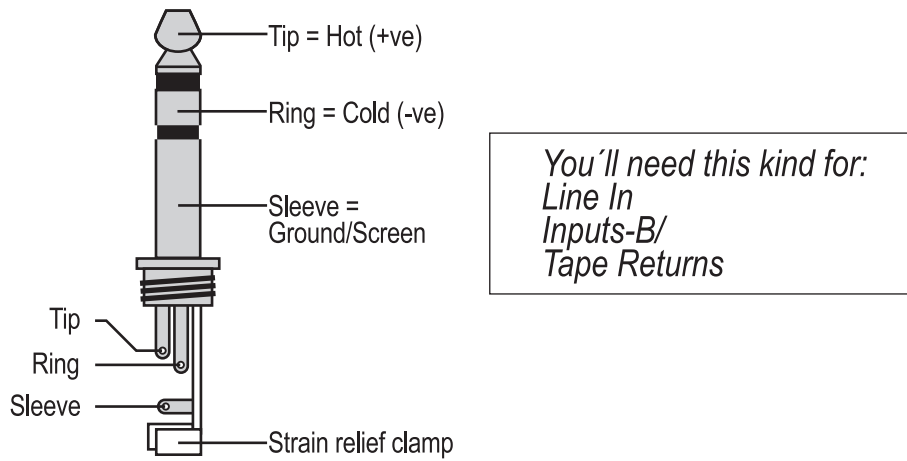 Tip = Hot (+ve)
Ring = Cold (-ve)
Sleeve =
Ground/Screen
Tip
Ring
Sleeve
Strain relief clamp
You´ll need this kind for:
Line In
Inputs-B/
Tape Returns